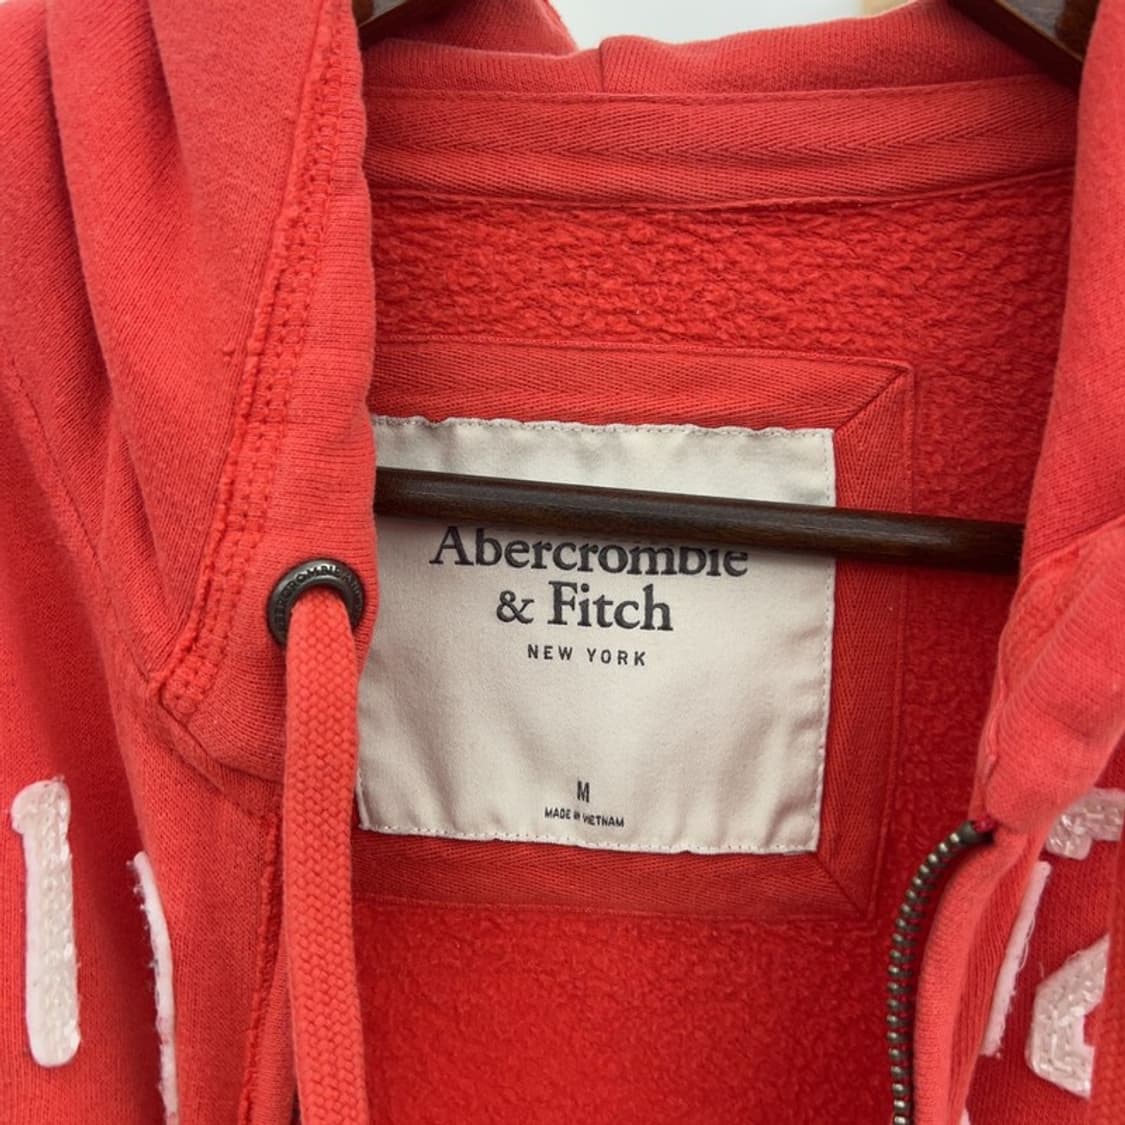 Abercrombie
& Fitch
NEW YORK
M
MADE IN VIETNAM